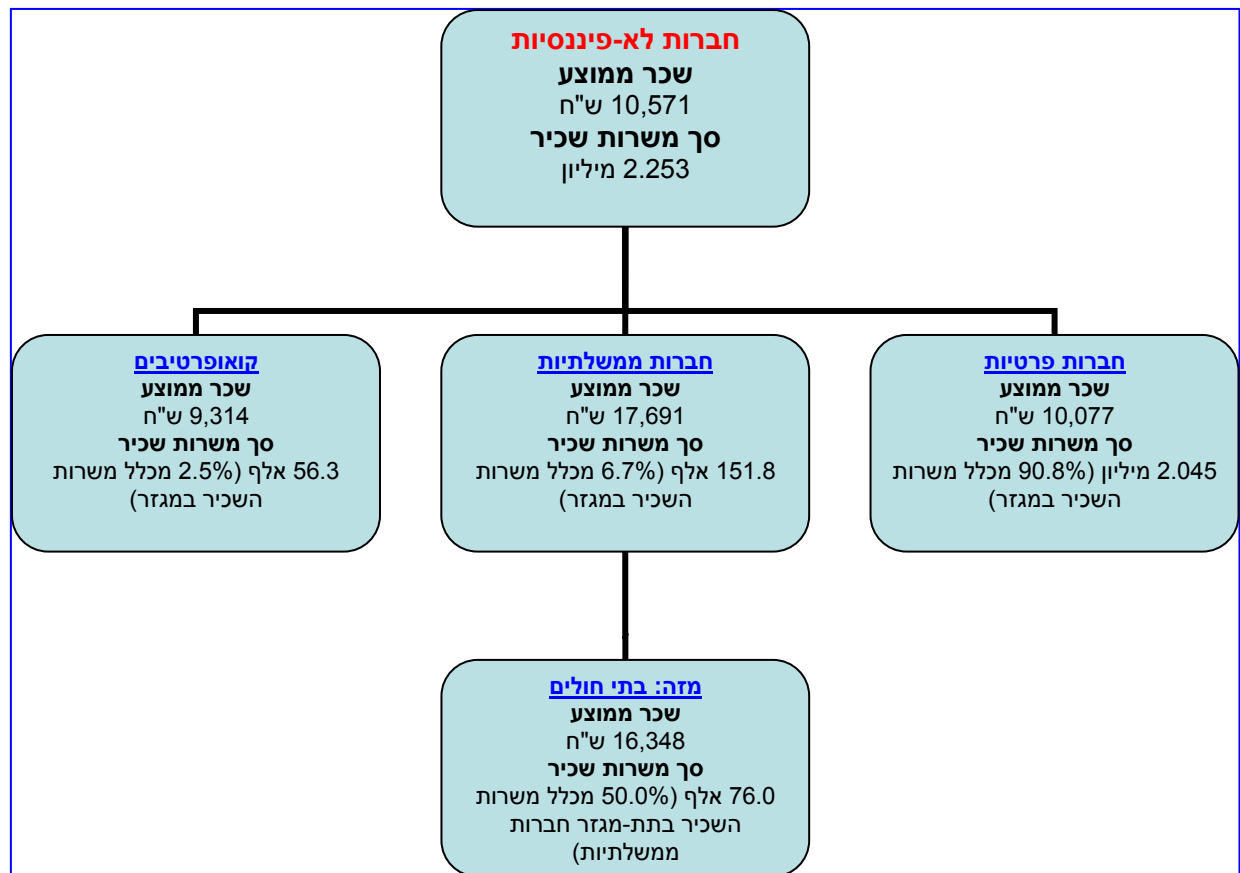 חברות לא-פיננסיות
שכר ממוצע
10,571 ש"ח
סך משרות שכיר
2.253 מיליון
חברות פרטיות
שכר ממוצע
10,077 ש"ח
סך משרות שכיר
2.045 מיליון (90.8% מכלל משרות
השכיר במגזר)
חברות ממשלתיות
שכר ממוצע
17,691 ש"ח
סך משרות שכיר
151.8 אלף (6.7% מכלל משרות
השכיר במגזר)
קואופרטיבים
שכר ממוצע
9,314 ש"ח
סך משרות שכיר
56.3 אלף (2.5% מכלל משרות
השכיר במגזר)
מזה: בתי חולים
שכר ממוצע
16,348 ש"ח
סך משרות שכיר
76.0 אלף (50.0% מכלל משרות
השכיר בתת-מגזר חברות
ממשלתיות)